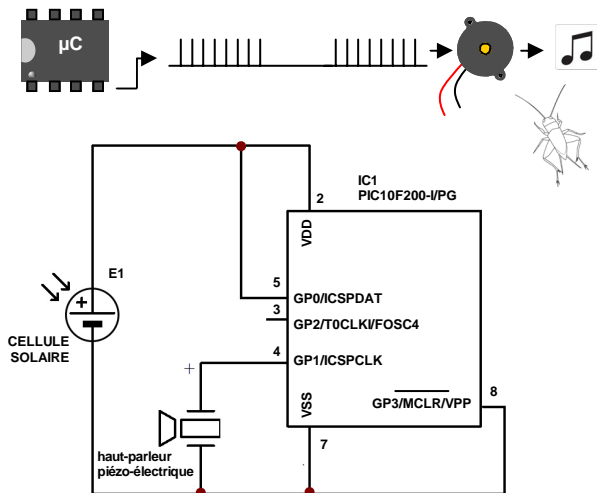 µC
IC1
PIC10F200-I/PG
2
VDD
E1
5
GP0/ICSPDAT
3
GP2/T0CLKI/FOSC4
CELLULE
SOLAIRE
4
GP1/ICSPCLK
+
+
8
GP3/MCLR/VPP
VSS
7
haut-parleur
piézo-électrique